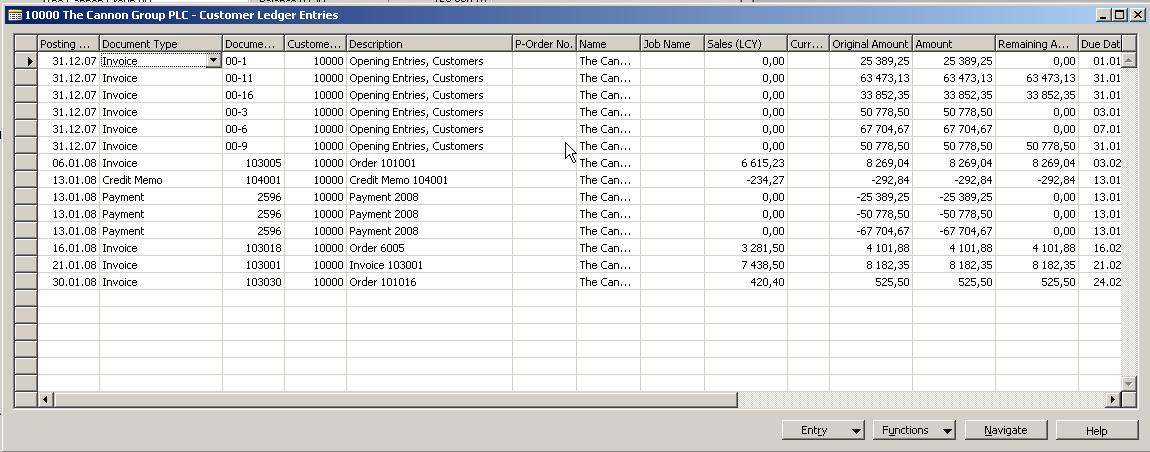 10000 The Cannon Group PLC - Customer Ledger Entries
Posting ... Document Type Docume... Custome... Description P-Order No. Name Job Name Sales (LCY) Curr... Original Amount Amount Remaining A... Due Dat
31.12.07 Invoice 00-1 10000 Opening Entries, Customers The Can... 0,00 25 389,25 25 389,25 0,00 01.01
31.12.07 Invoice 00-11 10000 Opening Entries, Customers The Can... 0,00 63 473,13 63 473,13 63 473,13 31.01
31.12.07 Invoice 00-16 10000 Opening Entries, Customers The Can... 0,00 33 852,35 33 852,35 33 852,35 31.01
31.12.07 Invoice 00-3 10000 Opening Entries, Customers The Can... 0,00 50 778,50 50 778,50 0,00 03.01
31.12.07 Invoice 00-6 10000 Opening Entries, Customers The Can... 0,00 67 704,67 67 704,67 0,00 07.01
31.12.07 Invoice 00-9 10000 Opening Entries, Customers The Can... 0,00 50 778,50 50 778,50 50 778,50 31.01
06.01.08 Invoice 103005 10000 Order 101001 The Can... 6 615,23 8 269,04 8 269,04 8 269,04 03.02
13.01.08 Credit Memo 104001 10000 Credit Memo 104001 The Can... -234,27 -292,84 -292,84 -292,84 13.01
13.01.08 Payment 2596 10000 Payment 2008 The Can... 0,00 -25 389,25 -25 389,25 0,00 13.01
13.01.08 Payment 2596 10000 Payment 2008 The Can... 0,00 -50 778,50 -50 778,50 0,00 13.01
13.01.08 Payment 2596 10000 Payment 2008 The Can... 0,00 -67 704,67 -67 704,67 0,00 13.01
16.01.08 Invoice 103018 10000 Order 6005 The Can... 3 281,50 4 101,88 4 101,88 4 101,88 16.02
21.01.08 Invoice 103001 10000 Invoice 103001 The Can... 7 438,50 8 182,35 8 182,35 8 182,35 21.02
30.01.08 Invoice 103030 10000 Order 101016 The Can... 420,40 525,50 525,50 525,50 24.02
Entry Functions Navigate Help